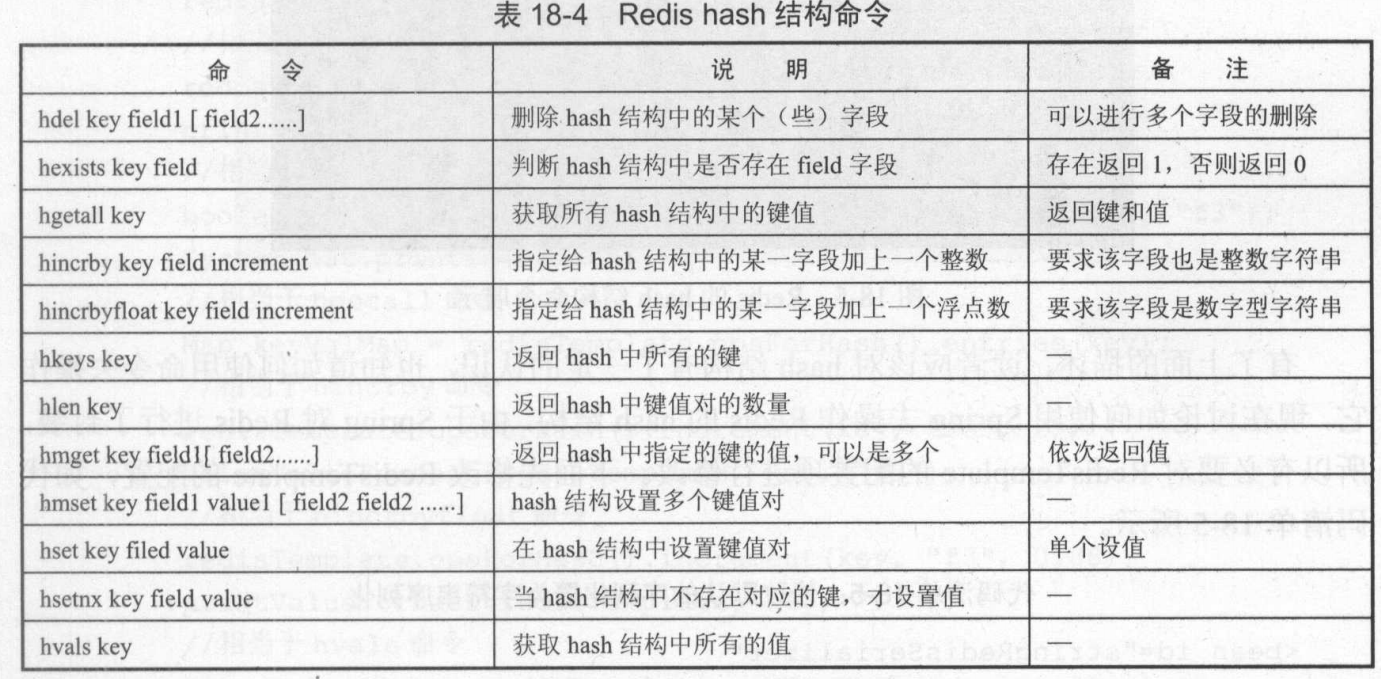 表 18-4 Redis hash 结构命令
命 令 说 明 备 注
hdel key field1 [ field2......] 删除 hash 结构中的某个（些）字段 可以进行多个字段的删除
hexists key field 判断 hash 结构中是否存在 field 字段 存在返回 1，否则返回 0
hgetall key 获取所有 hash 结构中的键值 返回键和值
hincrby key field increment 指定给 hash 结构中的某一字段加上一个整数 要求该字段也是整数字符串
hincrbyfloat key field increment 指定给 hash 结构中的某一字段加上一个浮点数 要求该字段是数字型字符串
hkeys key 返回 hash 中所有的键 —
hlen key 返回 hash 中键值对的数量 —
hmget key field1[ field2......] 返回 hash 中指定的键的值，可以是多个 依次返回值
hmset key field1 value1 [ field2 field2 ......] hash 结构设置多个键值对 —
hset key filed value 在 hash 结构中设置键值对 单个设值
hsetnx key field value 当 hash 结构中不存在对应的键，才设置值 —
hvals key 获取 hash 结构中所有的值 —